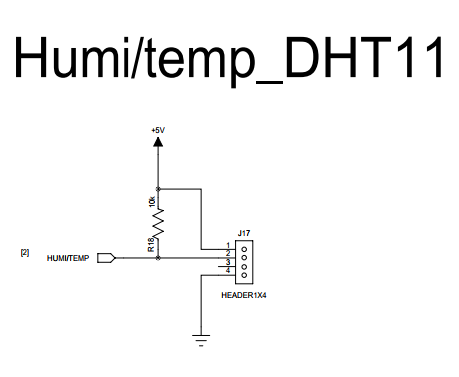 Humi/temp_DHT11
+5V
10k
R18
J17
1
2
3
4
[2]
HUMI/TEMP
HEADER1X4